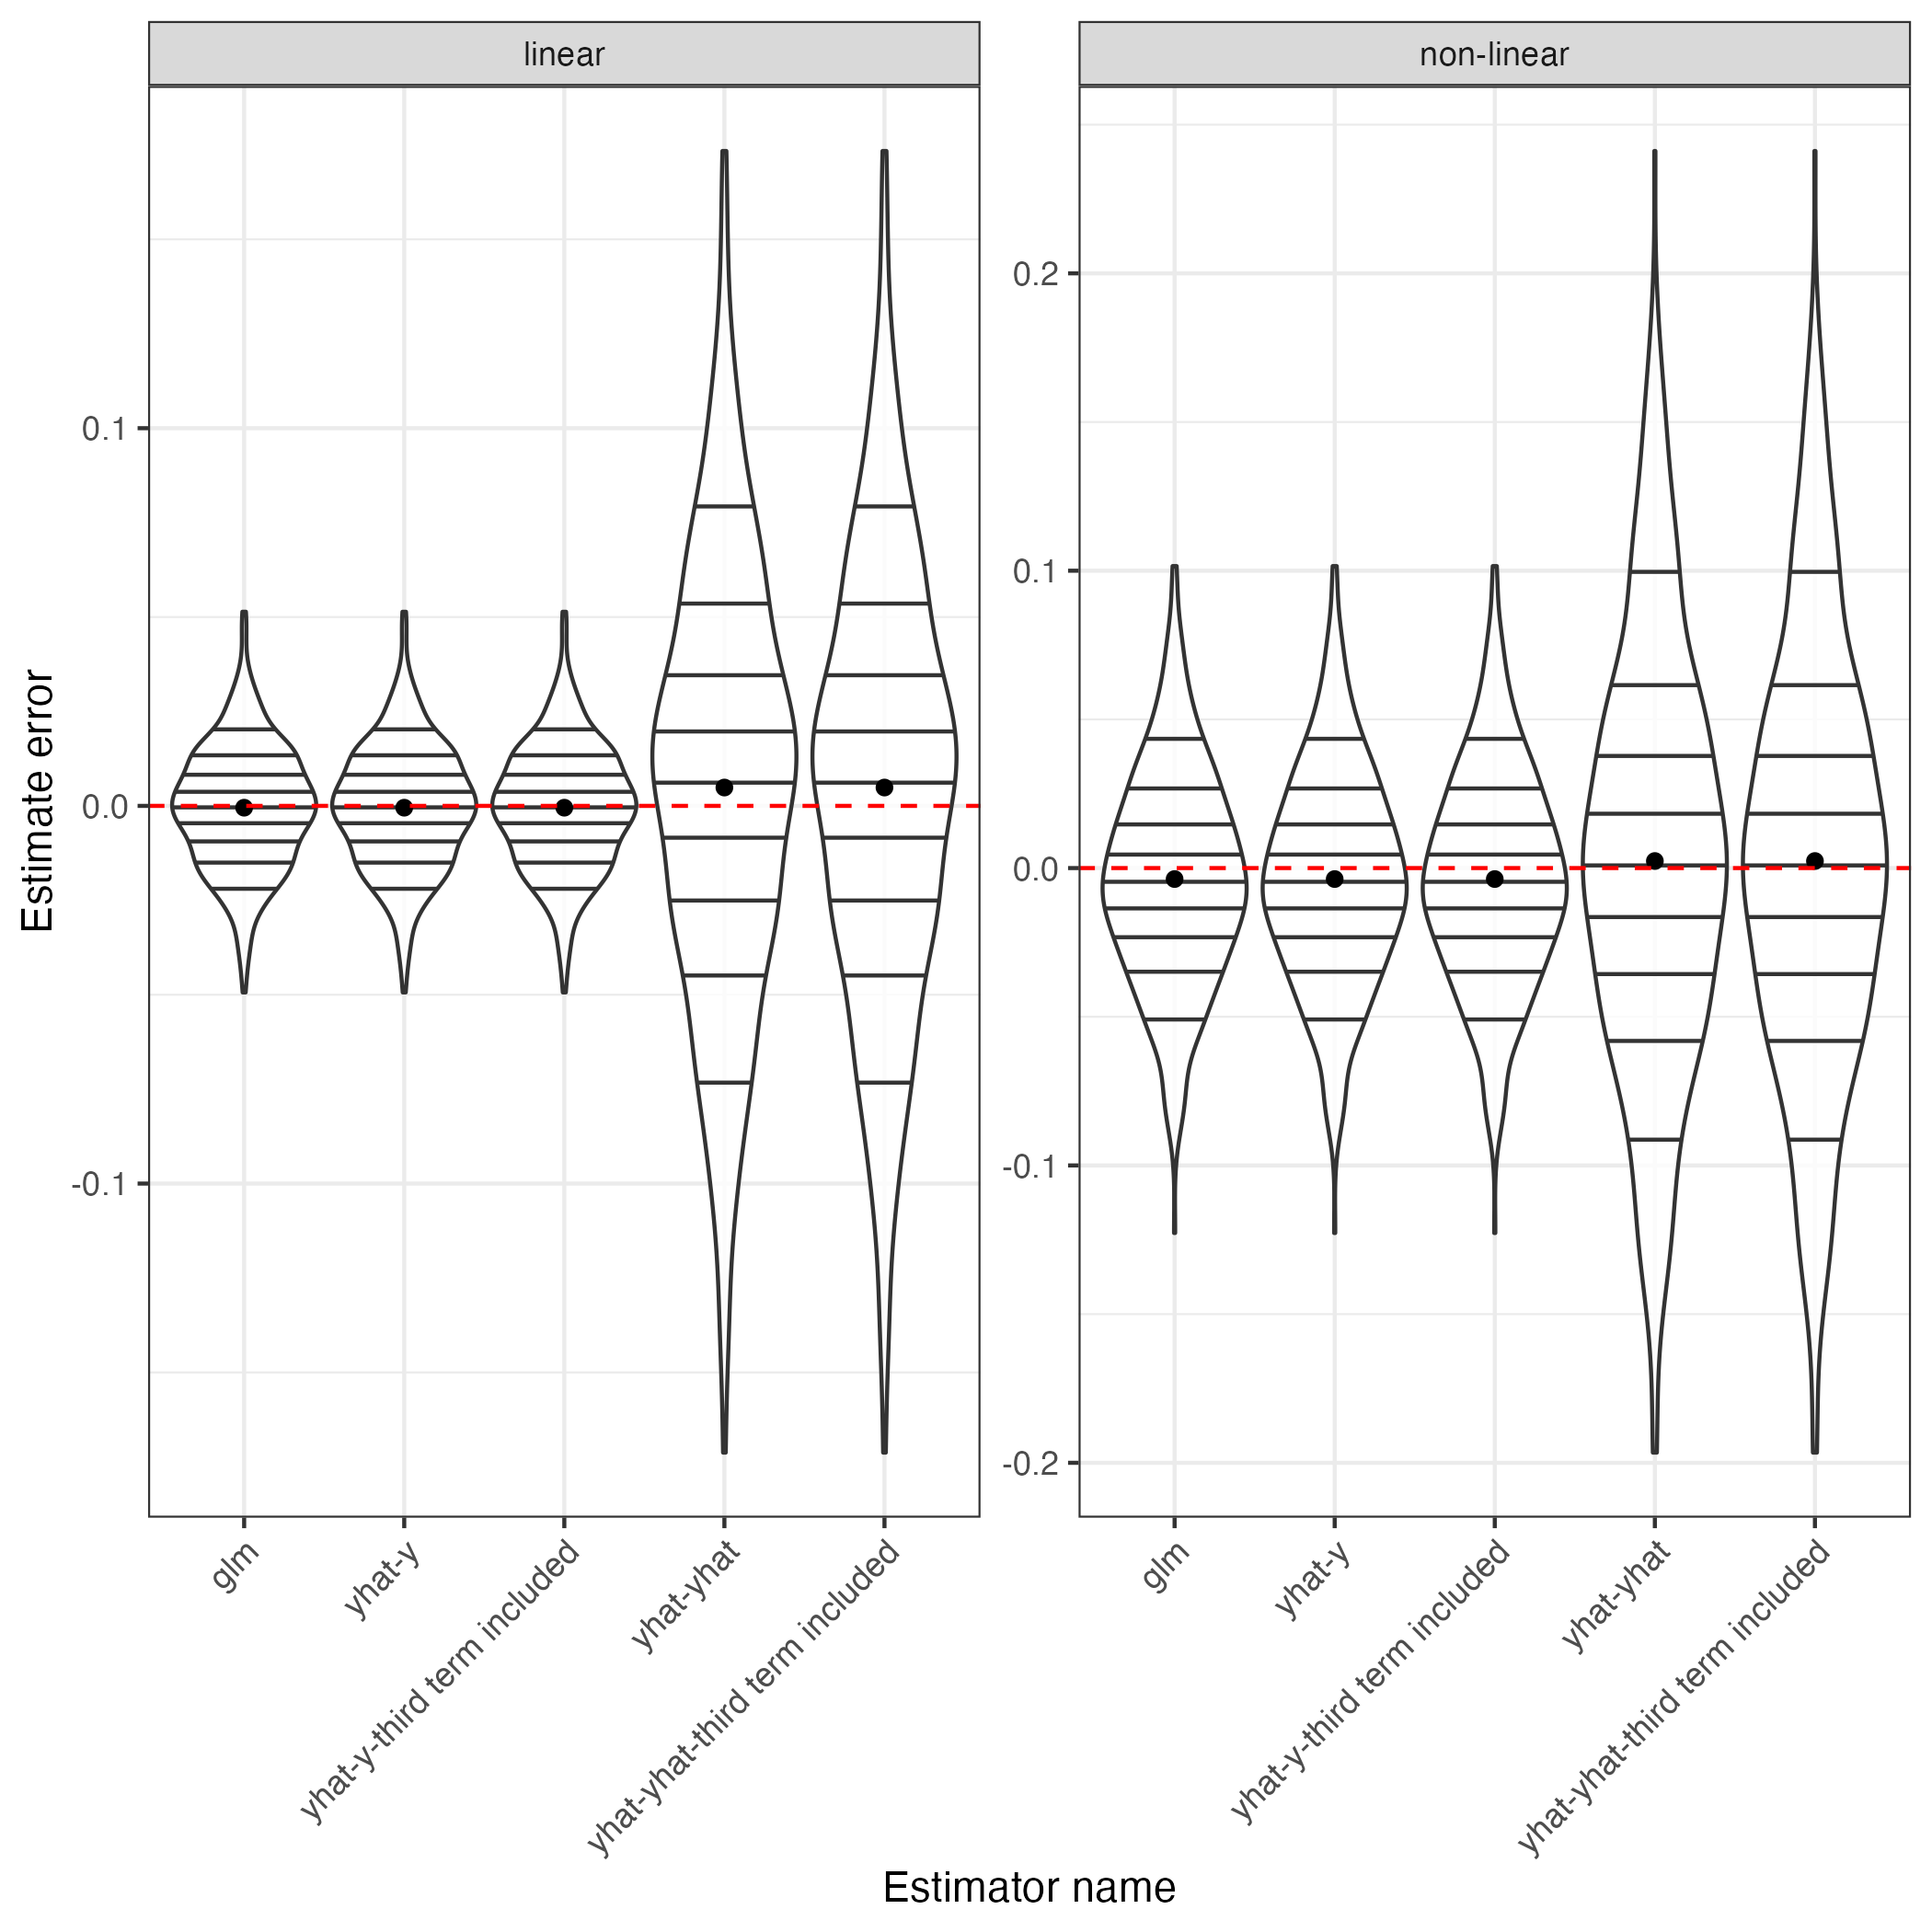 linear
non-linear
Estimate error
0.1
0.0
-0.1
0.2
0.1
0.0
-0.1
-0.2
glm
yhat-y
yhat-y-third term included
yhat-yhat
yhat-yhat-third term included
glm
yhat-y
yhat-y-third term included
yhat-yhat
yhat-yhat-third term included
Estimator name